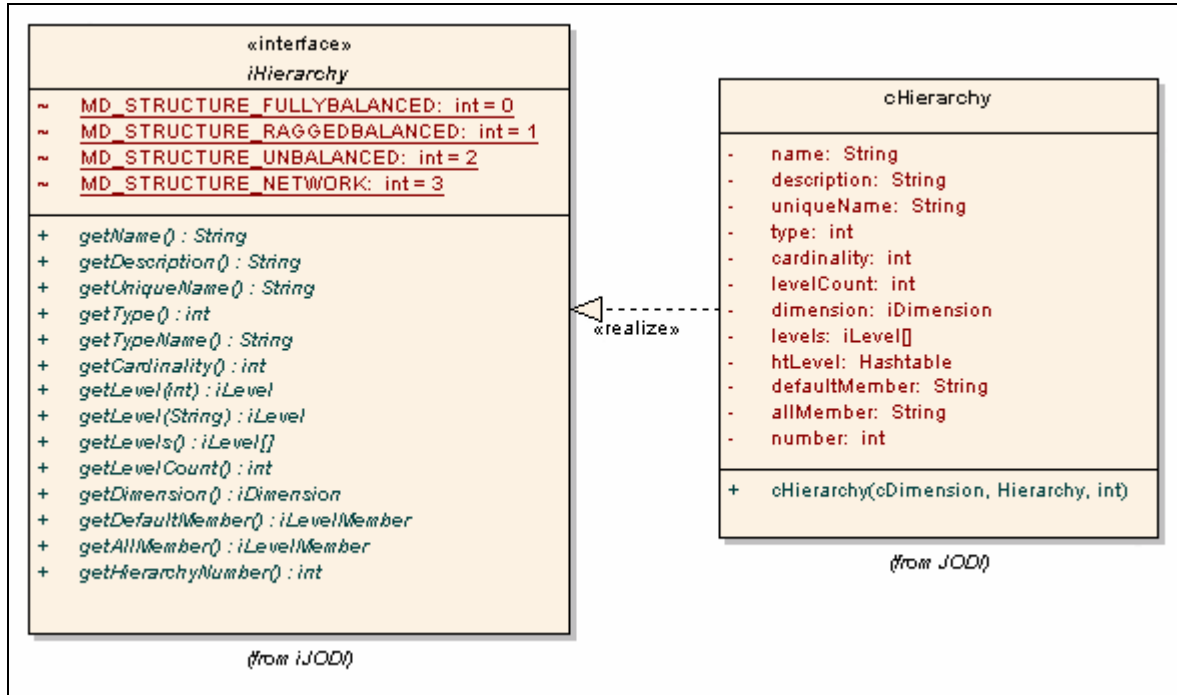 «interface»
iHierarchy
~ MD_STRUCTURE_FULLYBALANCED: int = 0
~ MD_STRUCTURE_RAGGEDBALANCED: int = 1
~ MD_STRUCTURE_UNBALANCED: int = 2
~ MD_STRUCTURE_NETWORK: int = 3
+ getName() : String
+ getDescription() : String
+ getUniqueName() : String
+ getType() : int
+ getTypeName() : String
+ getCardinality() : int
+ getLevel(int) : iLevel
+ getLevel(String) : iLevel
+ getLevels() : iLevel[]
+ getLevelCount() : int
+ getDimension() : iDimension
+ getDefaultMember() : iLevelMember
+ getAllMember() : iLevelMember
+ getHierarchyNumber() : int
(from iJODI)
«realize»
cHierarchy
- name: String
- description: String
- uniqueName: String
- type: int
- cardinality: int
- levelCount: int
- dimension: iDimension
- levels: iLevel[]
- htLevel: Hashtable
- defaultMember: String
- allMember: String
- number: int
+ cHierarchy(cDimension, Hierarchy, int)
(from JODI)